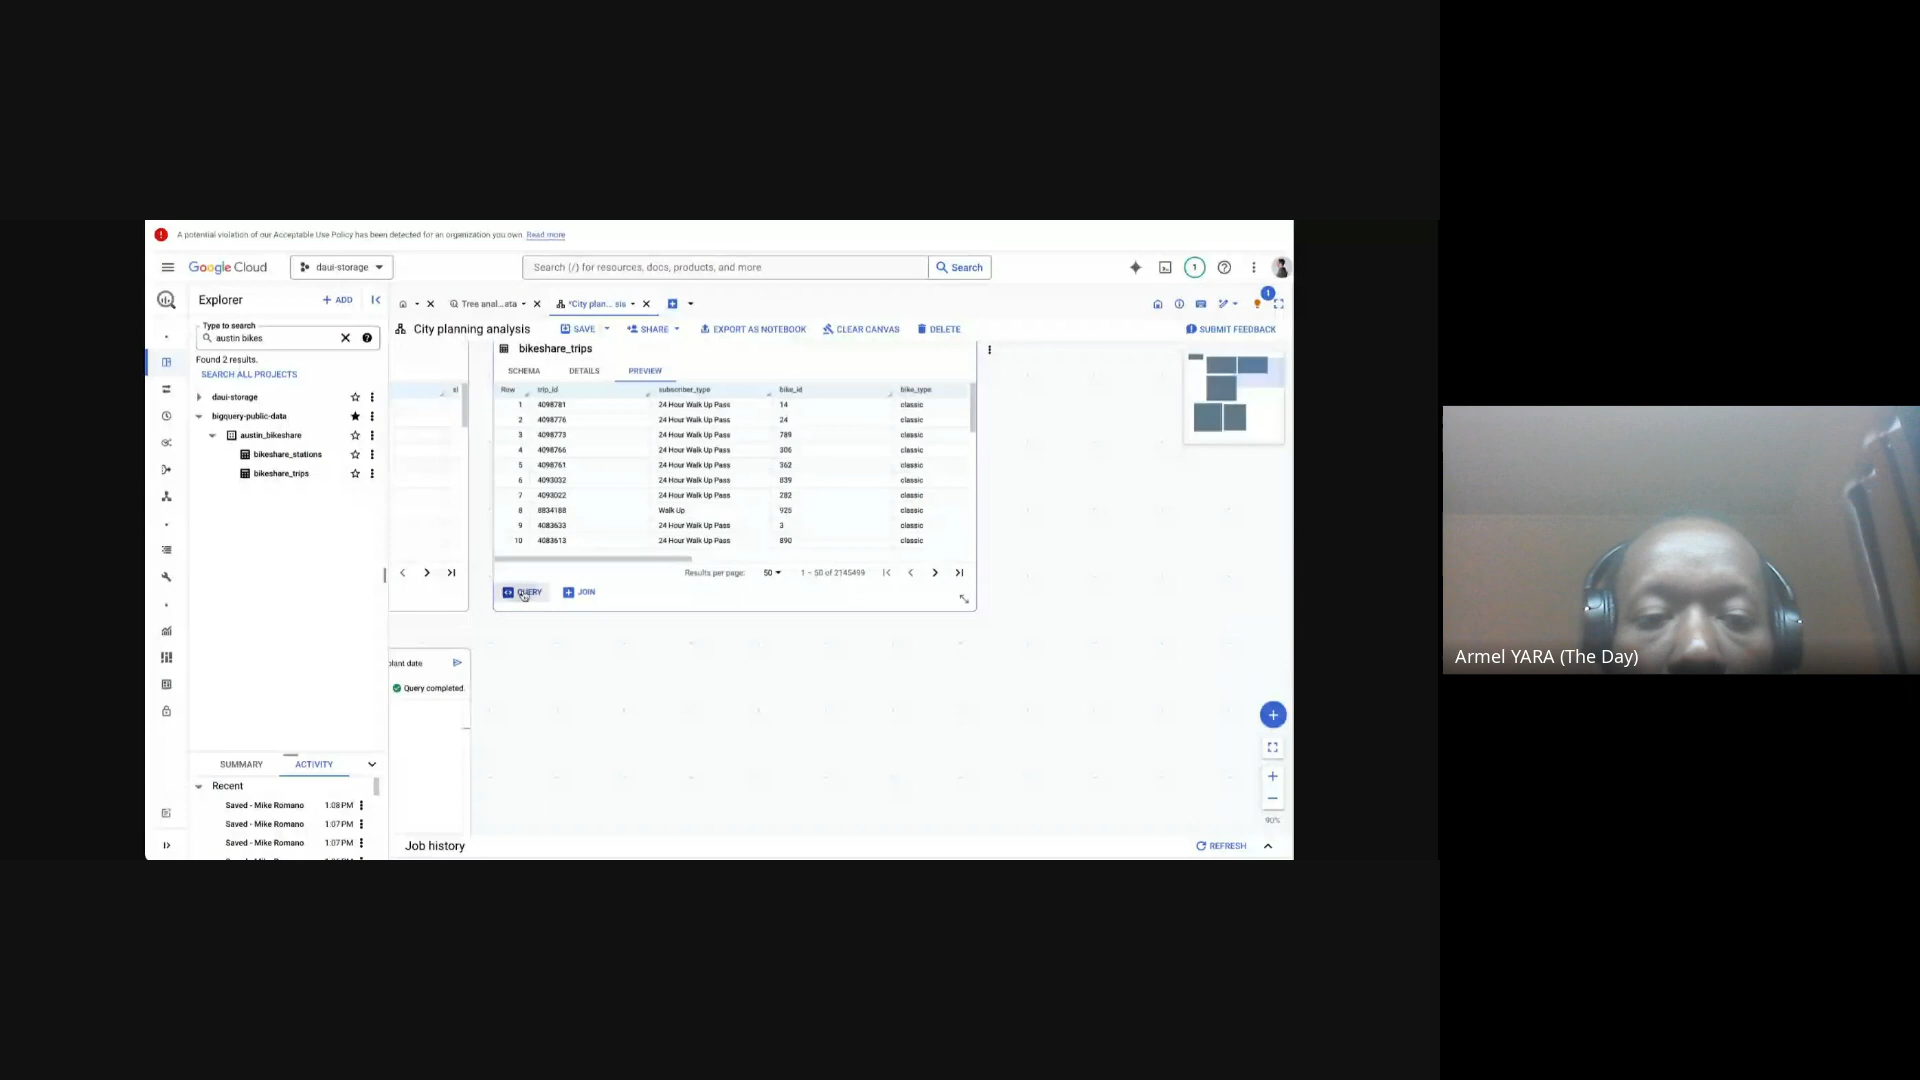 A potential violation of our Acceptable Use Policy has been detected for an organization you own Read more
Google Cloud
daui-storage
Search (/) for resources, docs, products, and more
Search
1
Explorer
+ ADD
Tree anal...ata
*City plan... sis
1
Type to search
austin bikes
City planning analysis
SAVE
SHARE
EXPORT AS NOTEBOOK
CLEAR CANVAS
DELETE
SUBMIT FEEDBACK
Found 2 results.
SEARCH ALL PROJECTS
daui-storage
bigquery-public-data
austin_bikeshare
bikeshare_stations
bikeshare_trips
bikeshare_trips
SCHEMA DETAILS PREVIEW
Row trip_id subscriber_type bike_id bike_type
1 4098781 24 Hour Walk Up Pass 14 classic
2 4098776 24 Hour Walk Up Pass 24 classic
3 4098773 24 Hour Walk Up Pass 789 classic
4 4098766 24 Hour Walk Up Pass 306 classic
5 4098761 24 Hour Walk Up Pass 362 classic
6 4093032 24 Hour Walk Up Pass 839 classic
7 4093022 24 Hour Walk Up Pass 282 classic
8 8834188 Walk Up 925 classic
9 4083633 24 Hour Walk Up Pass 3 classic
10 4083613 24 Hour Walk Up Pass 890 classic
Results per page: 50 1 – 50 of 2145499
QUERY
JOIN
plant date
Query completed.
SUMMARY ACTIVITY
Recent
Saved - Mike Romano 1:08 PM
Saved - Mike Romano 1:07 PM
Saved - Mike Romano 1:07 PM
90%
Job history
REFRESH
Armel YARA (The Day)